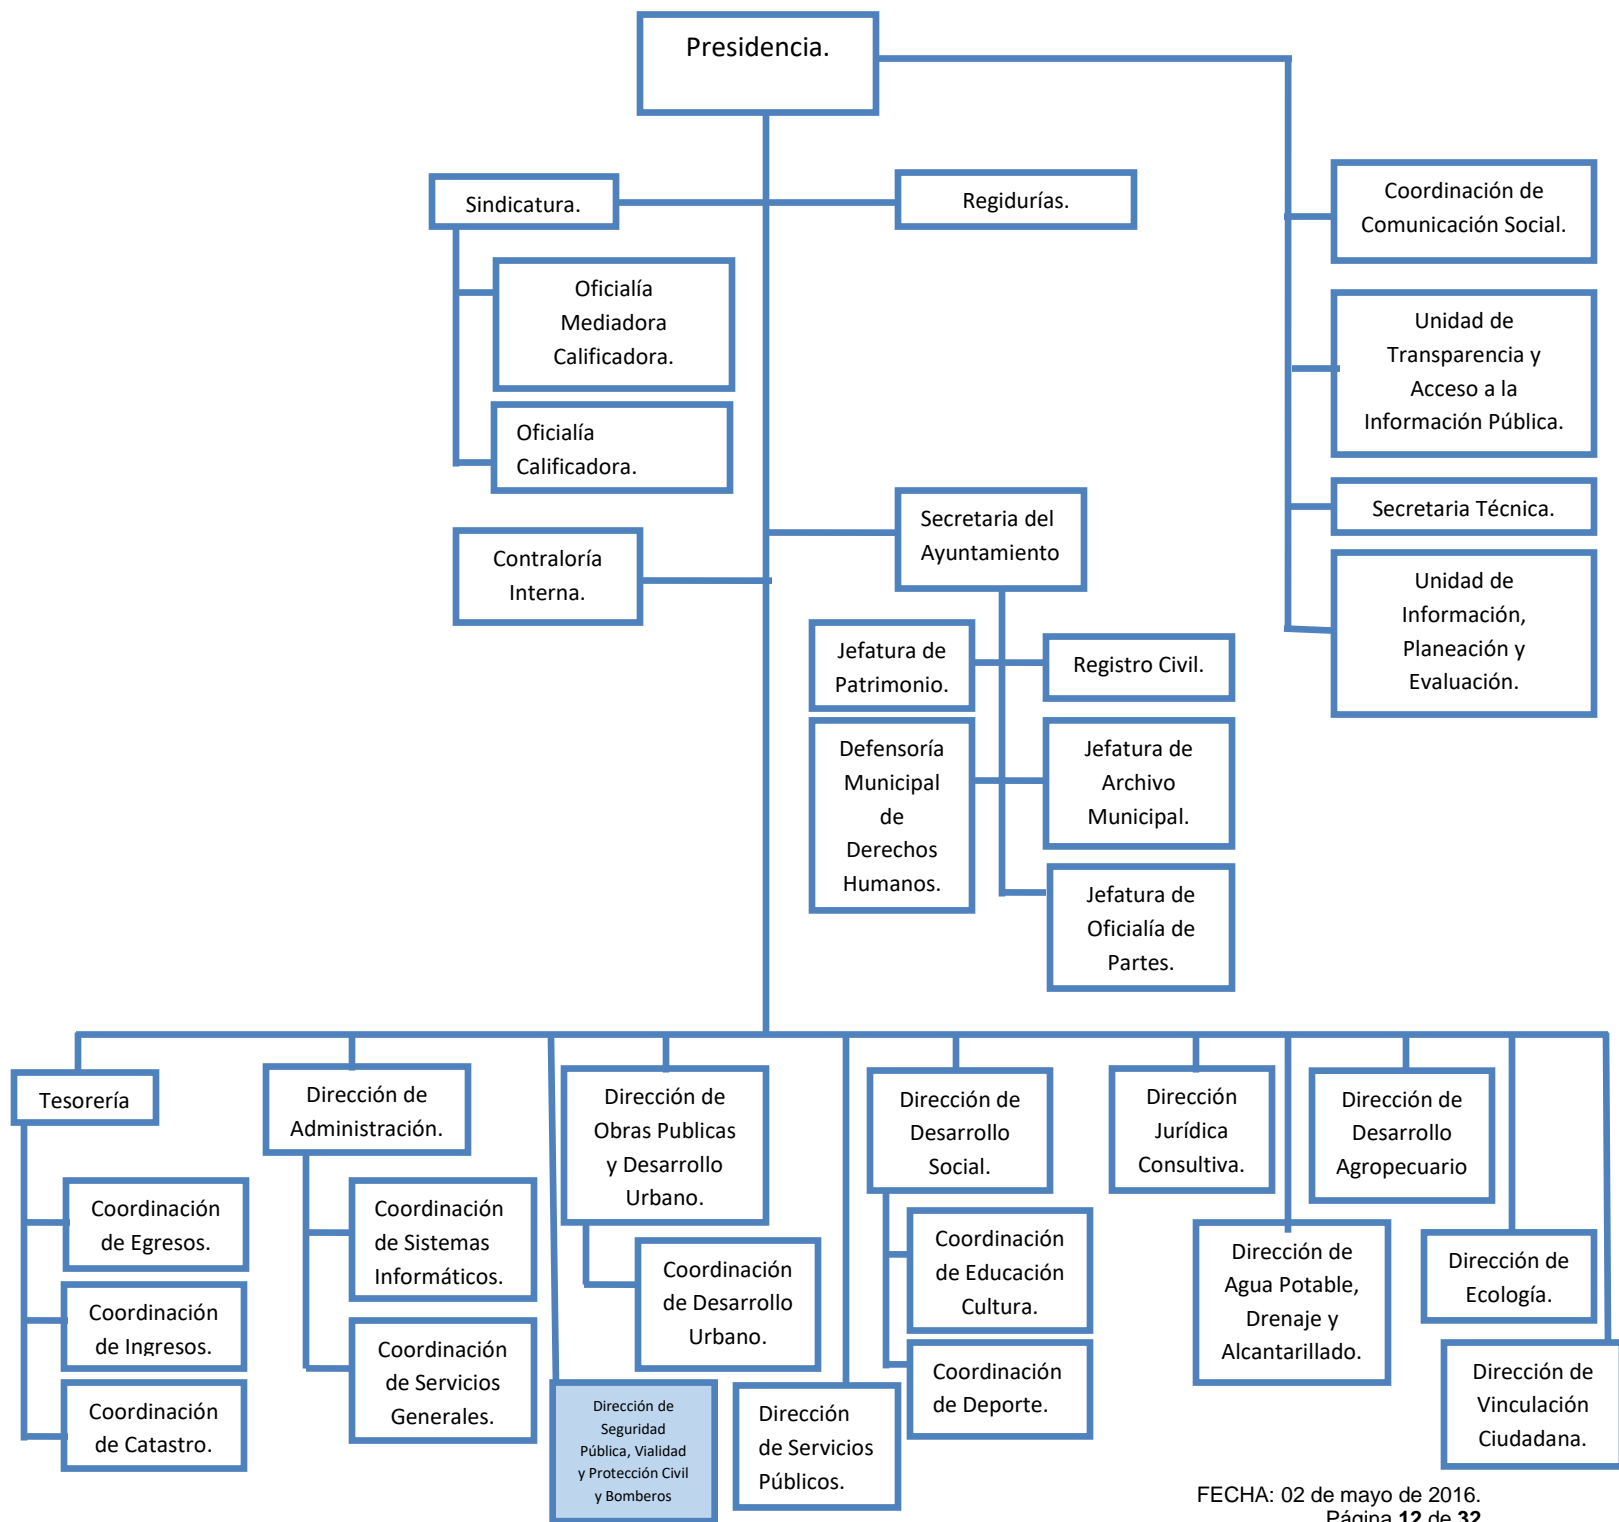 Presidencia.
Sindicatura.
Regidurías.
Coordinación de
Comunicación Social.
Oficialía
Mediadora
Calificadora.
Unidad de
Transparencia y
Acceso a la
Información Pública.
Oficialía
Calificadora.
Secretaria Técnica.
Secretaria del
Ayuntamiento
Contraloría
Interna.
Unidad de
Información,
Planeación y
Evaluación.
Jefatura de
Patrimonio.
Registro Civil.
Defensoría
Municipal
de
Derechos
Humanos.
Jefatura de
Archivo
Municipal.
Jefatura de
Oficialía de
Partes.
Tesorería
Dirección de
Administración.
Dirección de
Obras Publicas
y Desarrollo
Urbano.
Dirección de
Desarrollo
Social.
Dirección
Jurídica
Consultiva.
Dirección de
Desarrollo
Agropecuario
Coordinación
de Egresos.
Coordinación
de Sistemas
Informáticos.
Coordinación
de Desarrollo
Urbano.
Coordinación
de Educación
Cultura.
Dirección de
Agua Potable,
Drenaje y
Alcantarillado.
Dirección de
Ecología.
Coordinación
de Ingresos.
Coordinación
de Servicios
Generales.
Coordinación
de Deporte.
Coordinación
de Catastro.
Dirección de
Seguridad
Pública, Vialidad
y Protección Civil
y Bomberos
Dirección
de Servicios
Públicos.
Dirección de
Vinculación
Ciudadana.
FECHA: 02 de mayo de 2016.
Página 12 de 32